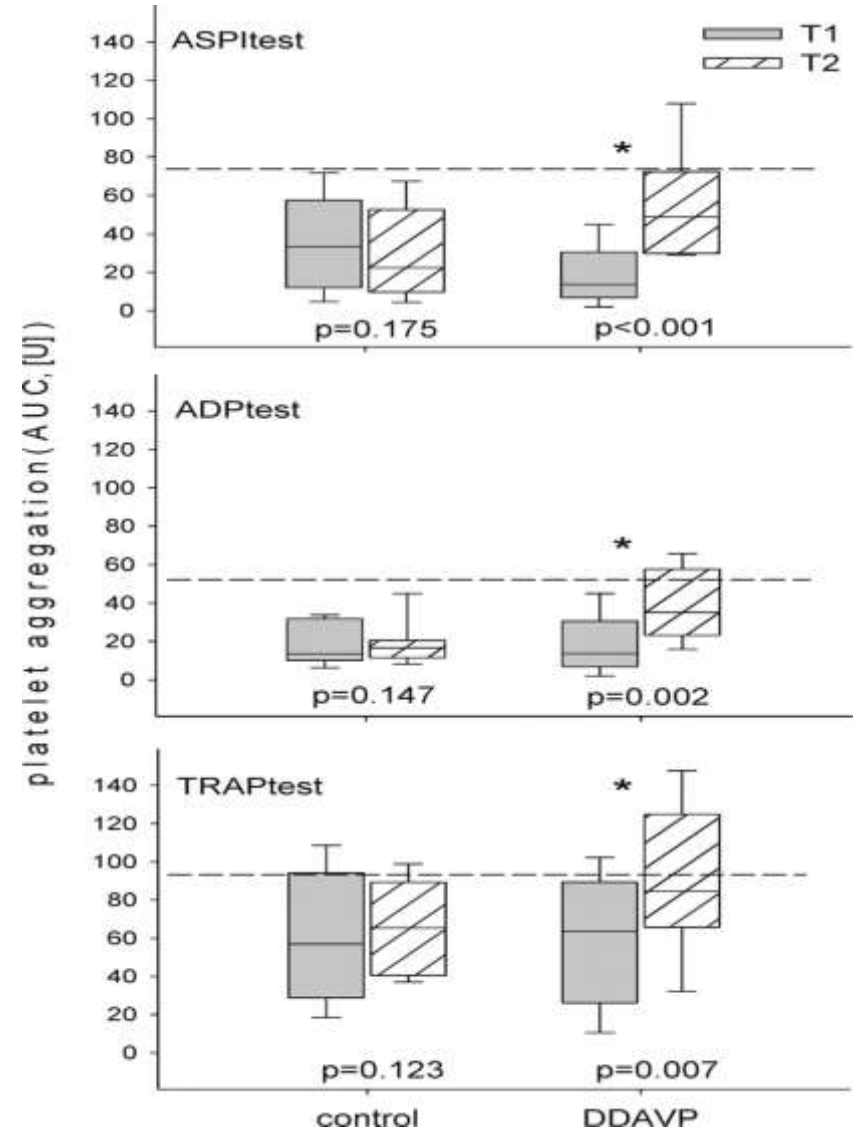 platelet aggregation(AUC,[U])
ASPItest
T1
T2
140
120
100
80
60
40
20
0
*
p=0.175
p<0.001
ADPtest
140
120
100
80
60
40
20
0
*
p=0.147
p=0.002
TRAPtest
140
120
100
80
60
40
20
0
*
p=0.123
p=0.007
control
DDAVP